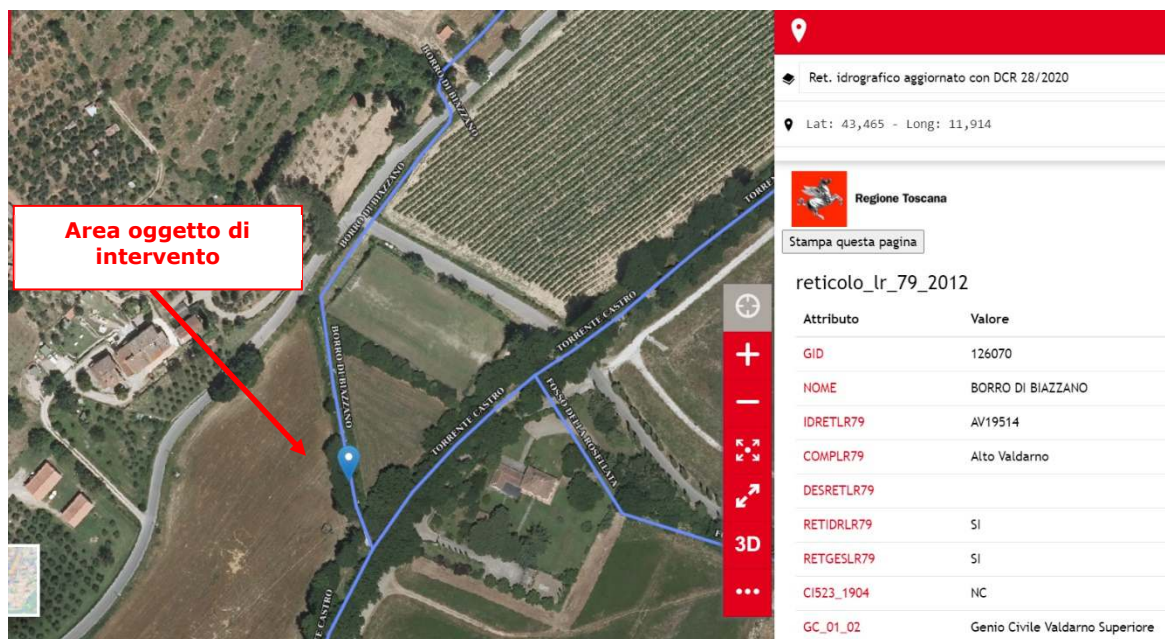 BORRO DI BIAZZANO
BORRO DI BIAZZANO
Area oggetto di
intervento
BORRO DI BIAZZANO
TORRENTE CASTRO
TORRENTE CASTRO
FOSSO DELLA ROSELLATA
TORRENTE CASTRO
3D
Ret. idrografico aggiornato con DCR 28/2020
Lat: 43,465 - Long: 11,914
Regione Toscana
Stampa questa pagina
reticolo_lr_79_2012
Attributo Valore
GID 126070
NOME BORRO DI BIAZZANO
IDRETLR79 AV19514
COMPLR79 Alto Valdarno
DESRETLR79
RETIDRLR79 SI
RETGESLR79 SI
CI523_1904 NC
GC_01_02 Genio Civile Valdarno Superiore